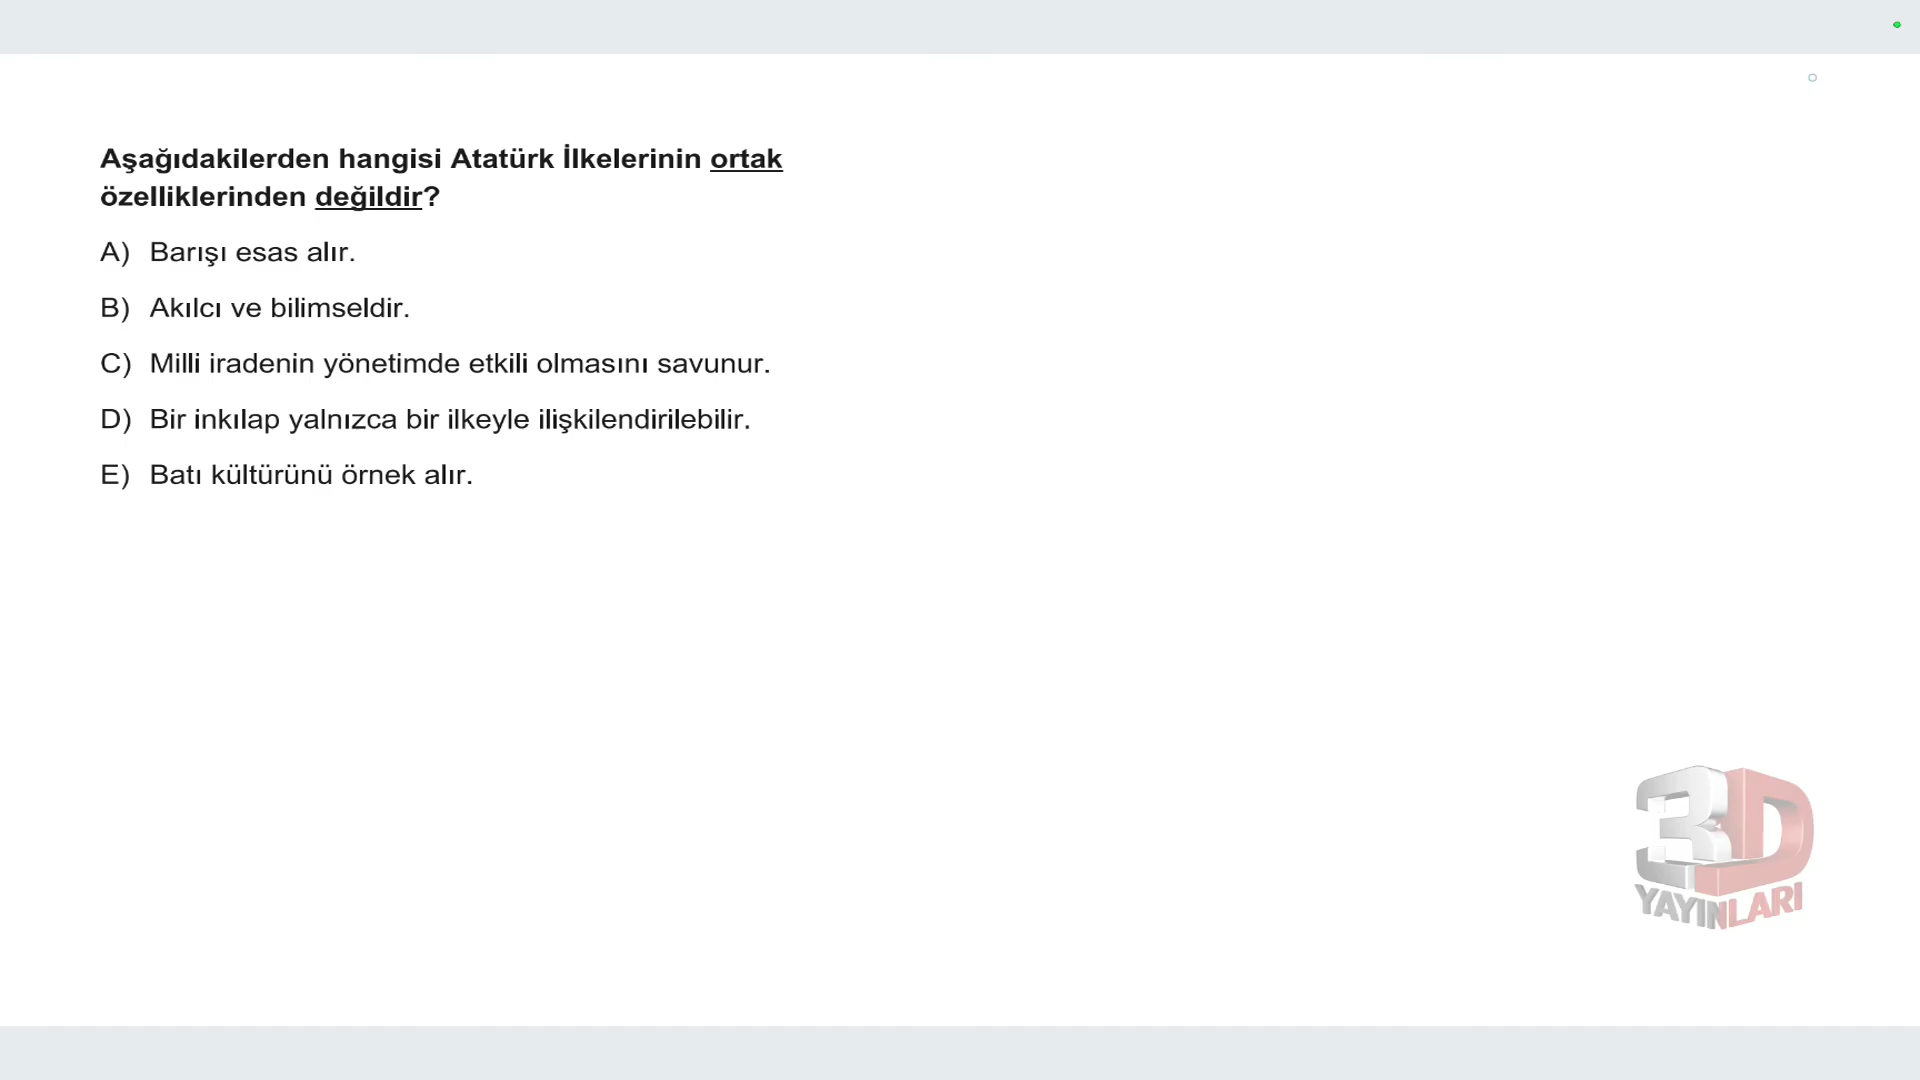 Aşağıdakilerden hangisi Atatürk İlkelerinin ortak
özelliklerinden değildir?
A) Barışı esas alır.
B) Akılcı ve bilimseldir.
C) Milli iradenin yönetimde etkili olmasını savunur.
D) Bir inkılap yalnızca bir ilkeyle ilişkilendirilebilir.
E) Batı kültürünü örnek alır.
3D
YAYINLARI